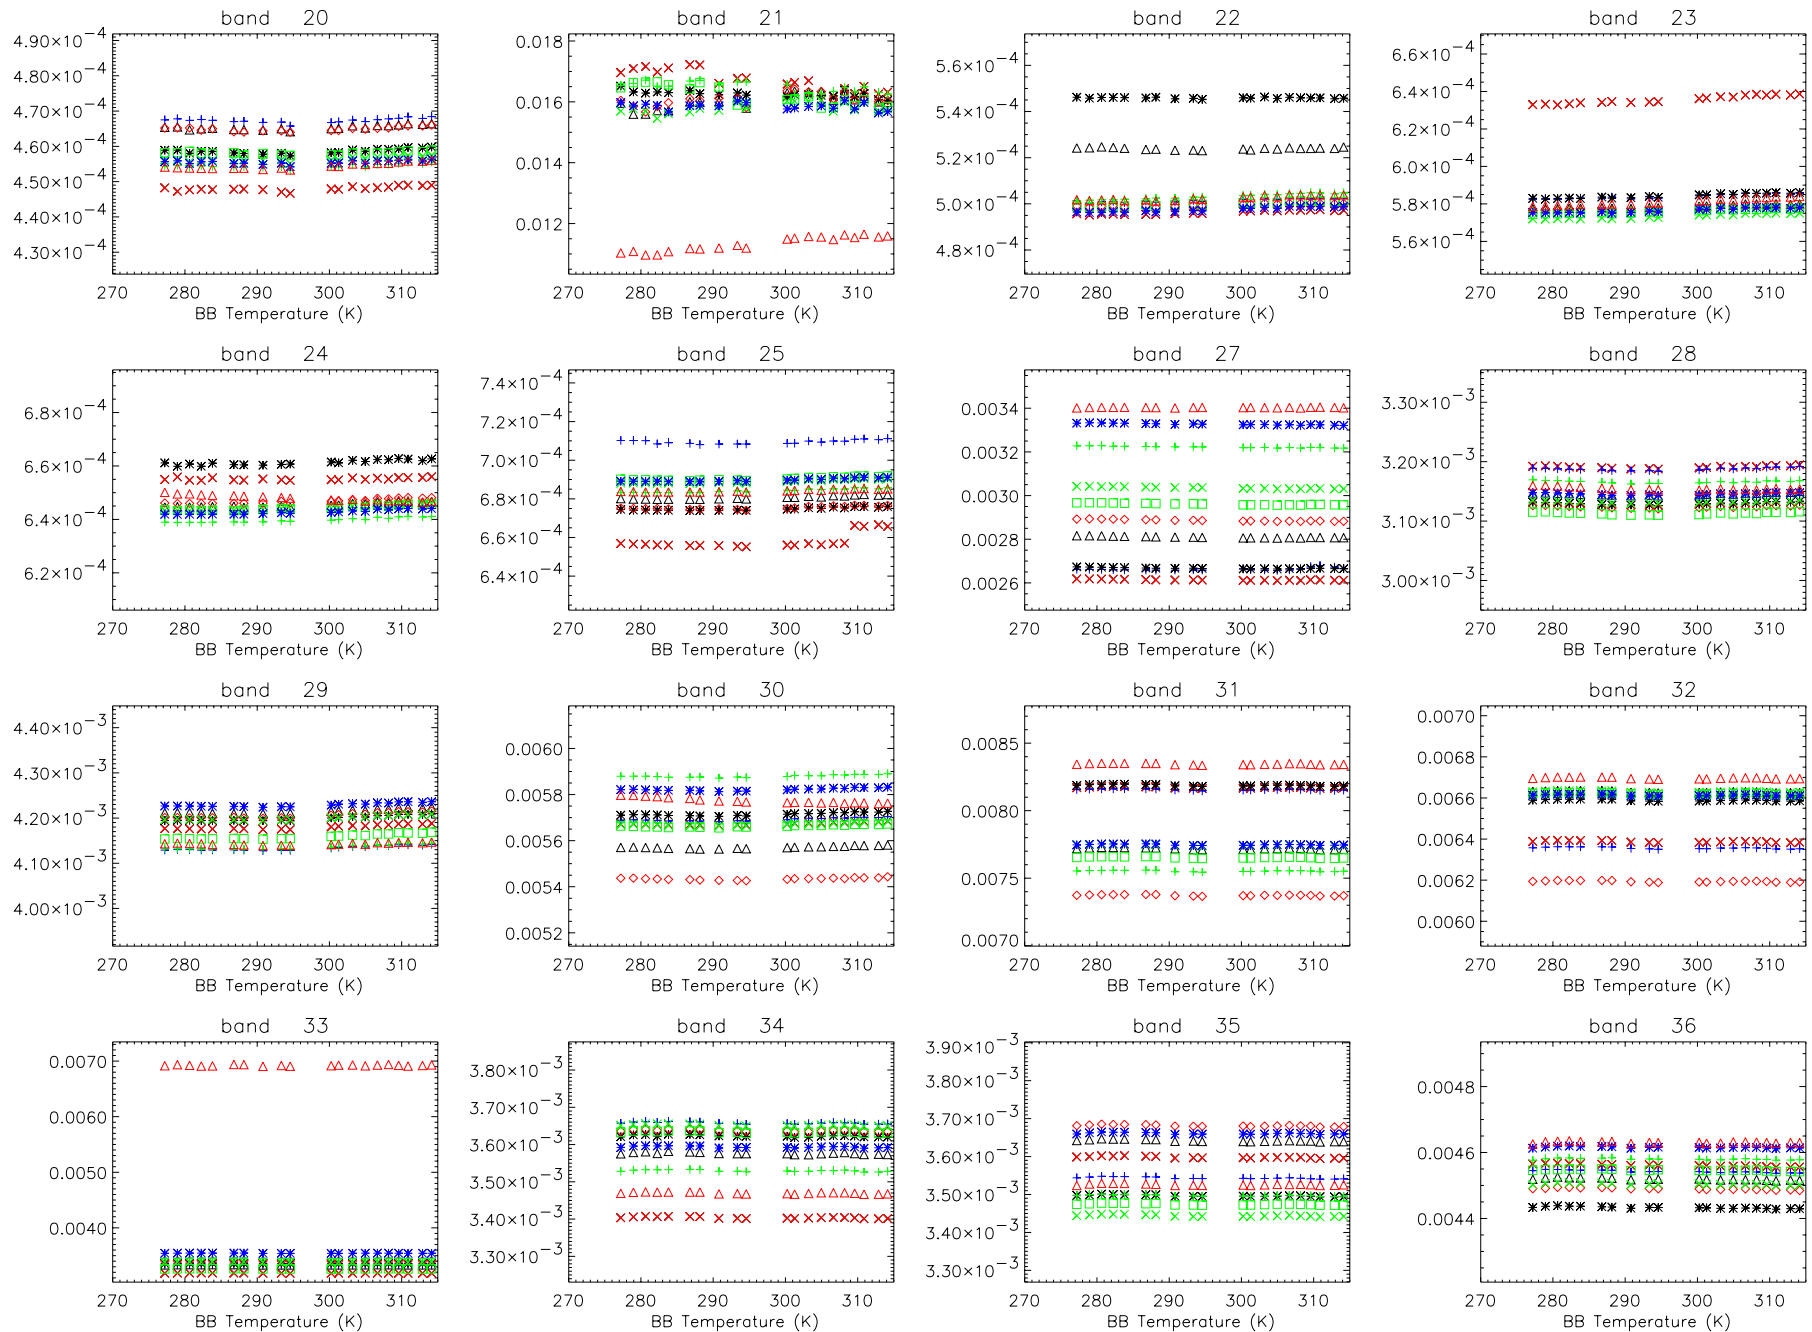 band 20
4.90×10⁻⁴
4.80×10⁻⁴
4.70×10⁻⁴
4.60×10⁻⁴
4.50×10⁻⁴
4.40×10⁻⁴
4.30×10⁻⁴
270 280 290 300 310
BB Temperature (K)
band 21
0.018
0.016
0.014
0.012
270 280 290 300 310
BB Temperature (K)
band 22
5.6×10⁻⁴
5.4×10⁻⁴
5.2×10⁻⁴
5.0×10⁻⁴
4.8×10⁻⁴
270 280 290 300 310
BB Temperature (K)
band 23
6.6×10⁻⁴
6.4×10⁻⁴
6.2×10⁻⁴
6.0×10⁻⁴
5.8×10⁻⁴
5.6×10⁻⁴
270 280 290 300 310
BB Temperature (K)
band 24
6.8×10⁻⁴
6.6×10⁻⁴
6.4×10⁻⁴
6.2×10⁻⁴
270 280 290 300 310
BB Temperature (K)
band 25
7.4×10⁻⁴
7.2×10⁻⁴
7.0×10⁻⁴
6.8×10⁻⁴
6.6×10⁻⁴
6.4×10⁻⁴
270 280 290 300 310
BB Temperature (K)
band 27
0.0034
0.0032
0.0030
0.0028
0.0026
270 280 290 300 310
BB Temperature (K)
band 28
3.30×10⁻³
3.20×10⁻³
3.10×10⁻³
3.00×10⁻³
270 280 290 300 310
BB Temperature (K)
band 29
4.40×10⁻³
4.30×10⁻³
4.20×10⁻³
4.10×10⁻³
4.00×10⁻³
270 280 290 300 310
BB Temperature (K)
band 30
0.0060
0.0058
0.0056
0.0054
0.0052
270 280 290 300 310
BB Temperature (K)
band 31
0.0085
0.0080
0.0075
0.0070
270 280 290 300 310
BB Temperature (K)
band 32
0.0070
0.0068
0.0066
0.0064
0.0062
0.0060
270 280 290 300 310
BB Temperature (K)
band 33
0.0070
0.0060
0.0050
0.0040
270 280 290 300 310
BB Temperature (K)
band 34
3.80×10⁻³
3.70×10⁻³
3.60×10⁻³
3.50×10⁻³
3.40×10⁻³
3.30×10⁻³
270 280 290 300 310
BB Temperature (K)
band 35
3.90×10⁻³
3.80×10⁻³
3.70×10⁻³
3.60×10⁻³
3.50×10⁻³
3.40×10⁻³
3.30×10⁻³
270 280 290 300 310
BB Temperature (K)
band 36
0.0048
0.0046
0.0044
270 280 290 300 310
BB Temperature (K)